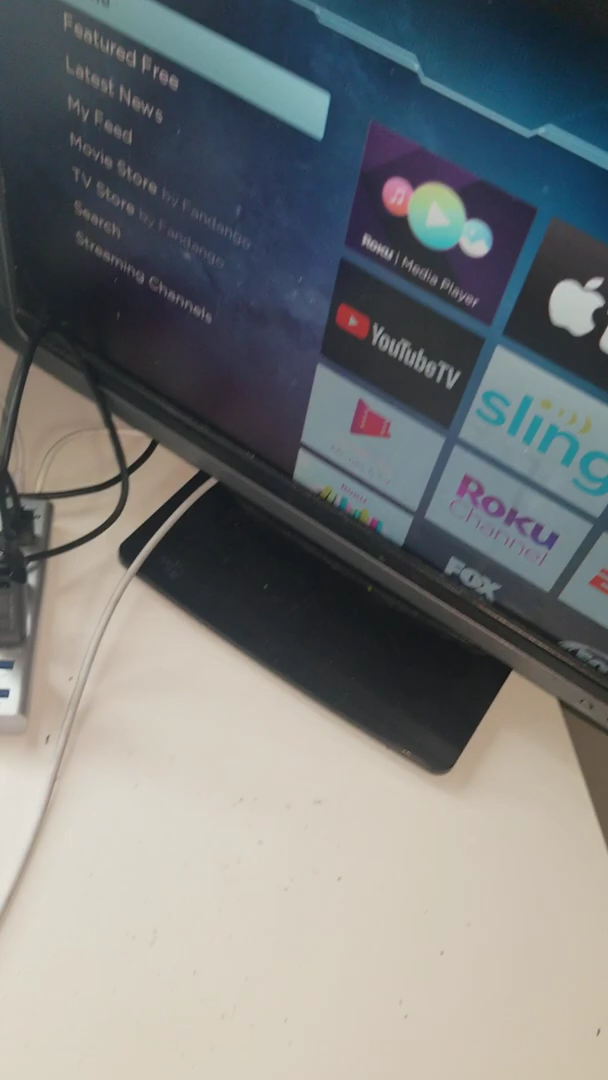 Featured Free
Latest News
My Feed
Movie Store by Fandango
TV Store by Fandango
Search
Streaming Channels
Roku | Media Player
YouTubeTV
sling
Roku
Channel
FOX